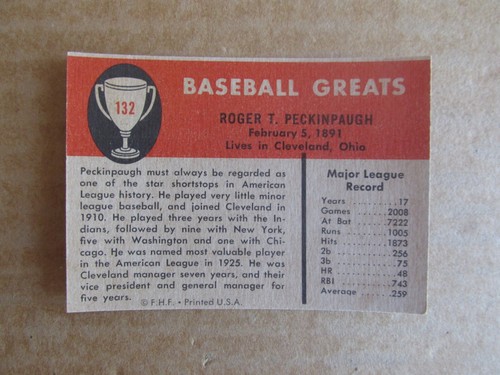 132
BASEBALL GREATS
ROGER T. PECKINPAUGH
February 5, 1891
Lives in Cleveland, Ohio
Peckinpaugh must always be regarded as
one of the star shortstops in American
League history. He played very little minor
league baseball, and joined Cleveland in
1910. He played three years with the In-
dians, followed by nine with New York,
five with Washington and one with Chi-
cago. He was named most valuable player
in the American League in 1925. He was
Cleveland manager seven years, and their
vice president and general manager for
five years.
© F.H.F. • Printed U.S.A.
Major League
Record
Years ..... 17
Games ..... 2008
At Bat ..... 7222
Runs ..... 1005
Hits ..... 1873
2b ..... 256
3b ..... 75
HR ..... 48
RBI ..... 743
Average ..... .259